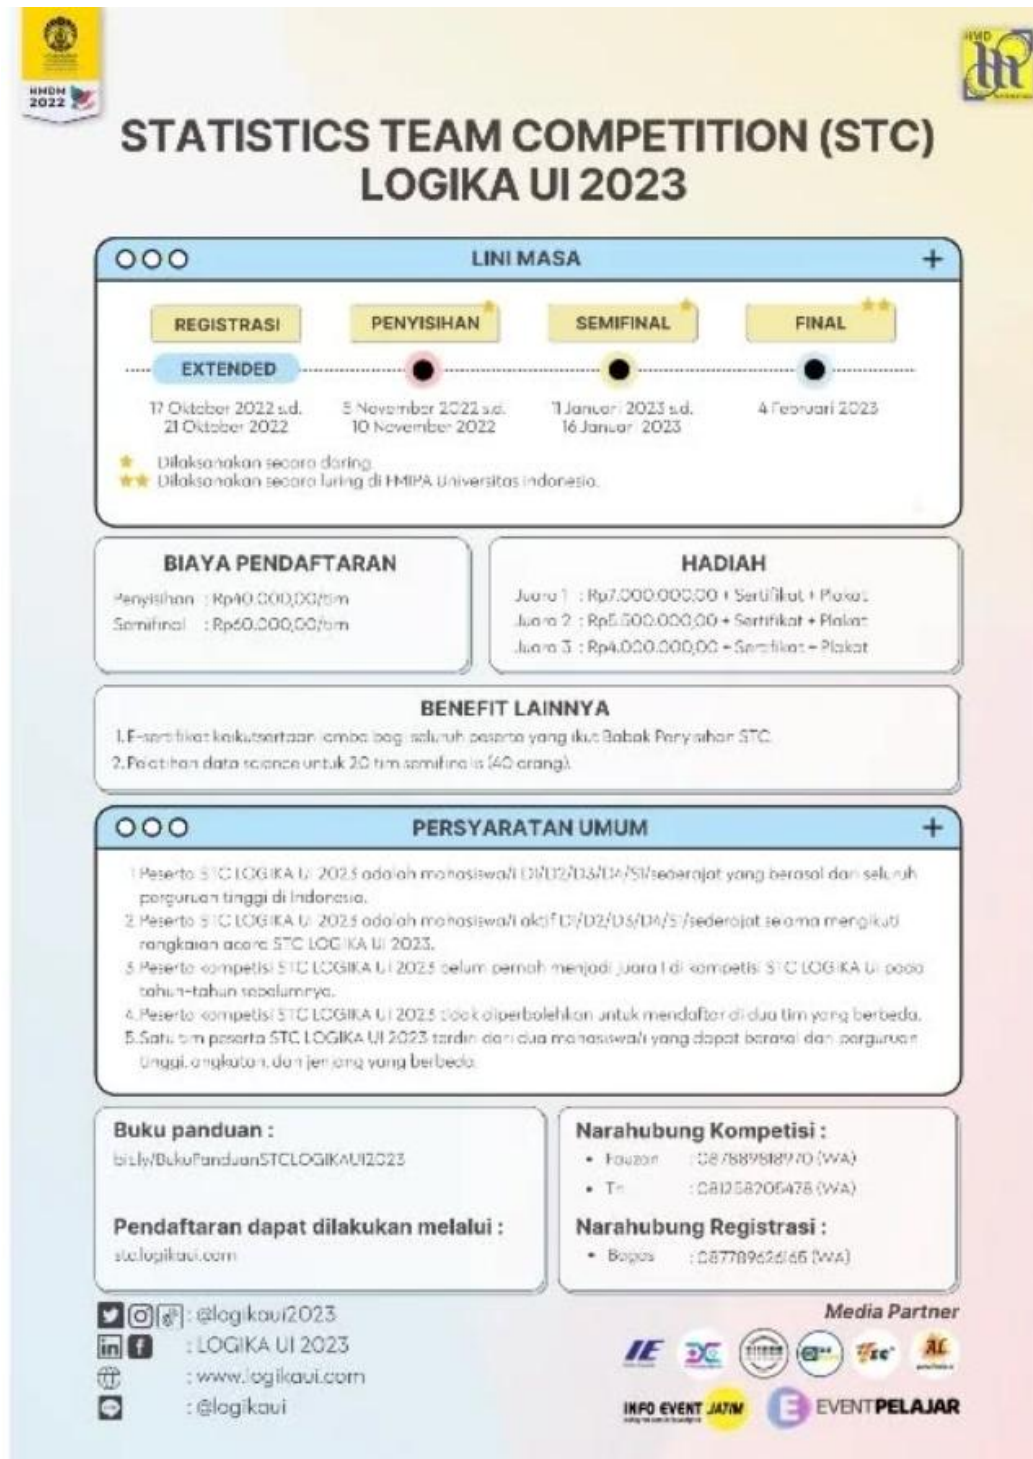 HMDM
2022
HMD
STATISTICS TEAM COMPETITION (STC)
LOGIKA UI 2023
LINI MASA
REGISTRASI
PENYISIHAN
SEMIFINAL
FINAL
EXTENDED
17 Oktober 2022 s.d.
21 Oktober 2022
5 November 2022 s.d.
10 November 2022
11 Januari 2023 s.d.
16 Januari 2023
4 Februari 2023
Dilaksanakan secara daring.
Dilaksanakan secara luring di FMIPA Universitas Indonesia.
BIAYA PENDAFTARAN
Penyisihan : Rp40.000,00/tim
Semifinal : Rp60.000,00/tim
HADIAH
Juara 1 : Rp7.000.000,00 + Sertifikat + Plakat
Juara 2 : Rp5.500.000,00 + Sertifikat + Plakat
Juara 3 : Rp4.000.000,00 + Sertifikat + Plakat
BENEFIT LAINNYA
1. E-sertifikat keikutsertaan lomba bagi seluruh peserta yang ikut Babak Penyisihan STC.
2. Pelatihan data science untuk 20 tim semifinalis (40 orang).
PERSYARATAN UMUM
1. Peserta STC LOGIKA UI 2023 adalah mahasiswa/i D1/D2/D3/D4/S1/sederajat yang berasal dari seluruh
perguruan tinggi di Indonesia.
2. Peserta STC LOGIKA UI 2023 adalah mahasiswa/i aktif D1/D2/D3/D4/S1/sederajat selama mengikuti
rangkaian acara STC LOGIKA UI 2023.
3. Peserta kompetisi STC LOGIKA UI 2023 belum pernah menjadi juara 1 di kompetisi STC LOGIKA UI pada
tahun-tahun sebelumnya.
4. Peserta kompetisi STC LOGIKA UI 2023 tidak diperbolehkan untuk mendaftar di dua tim yang berbeda.
5. Satu tim peserta STC LOGIKA UI 2023 terdiri dari dua mahasiswa/i yang dapat berasal dari perguruan
tinggi, angkatan, dan jenjang yang berbeda.
Buku panduan :
bit.ly/BukuPanduanSTCLOGIKAUI2023
Pendaftaran dapat dilakukan melalui :
stc.logikaui.com
Narahubung Kompetisi :
• Fauzan : 087889818970 (WA)
• Tri : 081258205478 (WA)
Narahubung Registrasi :
• Bagas : 087789626165 (WA)
: @logikaui2023
: LOGIKA UI 2023
: www.logikaui.com
: @logikaui
Media Partner
IE
INFO EVENT JATIM
EVENTPELAJAR